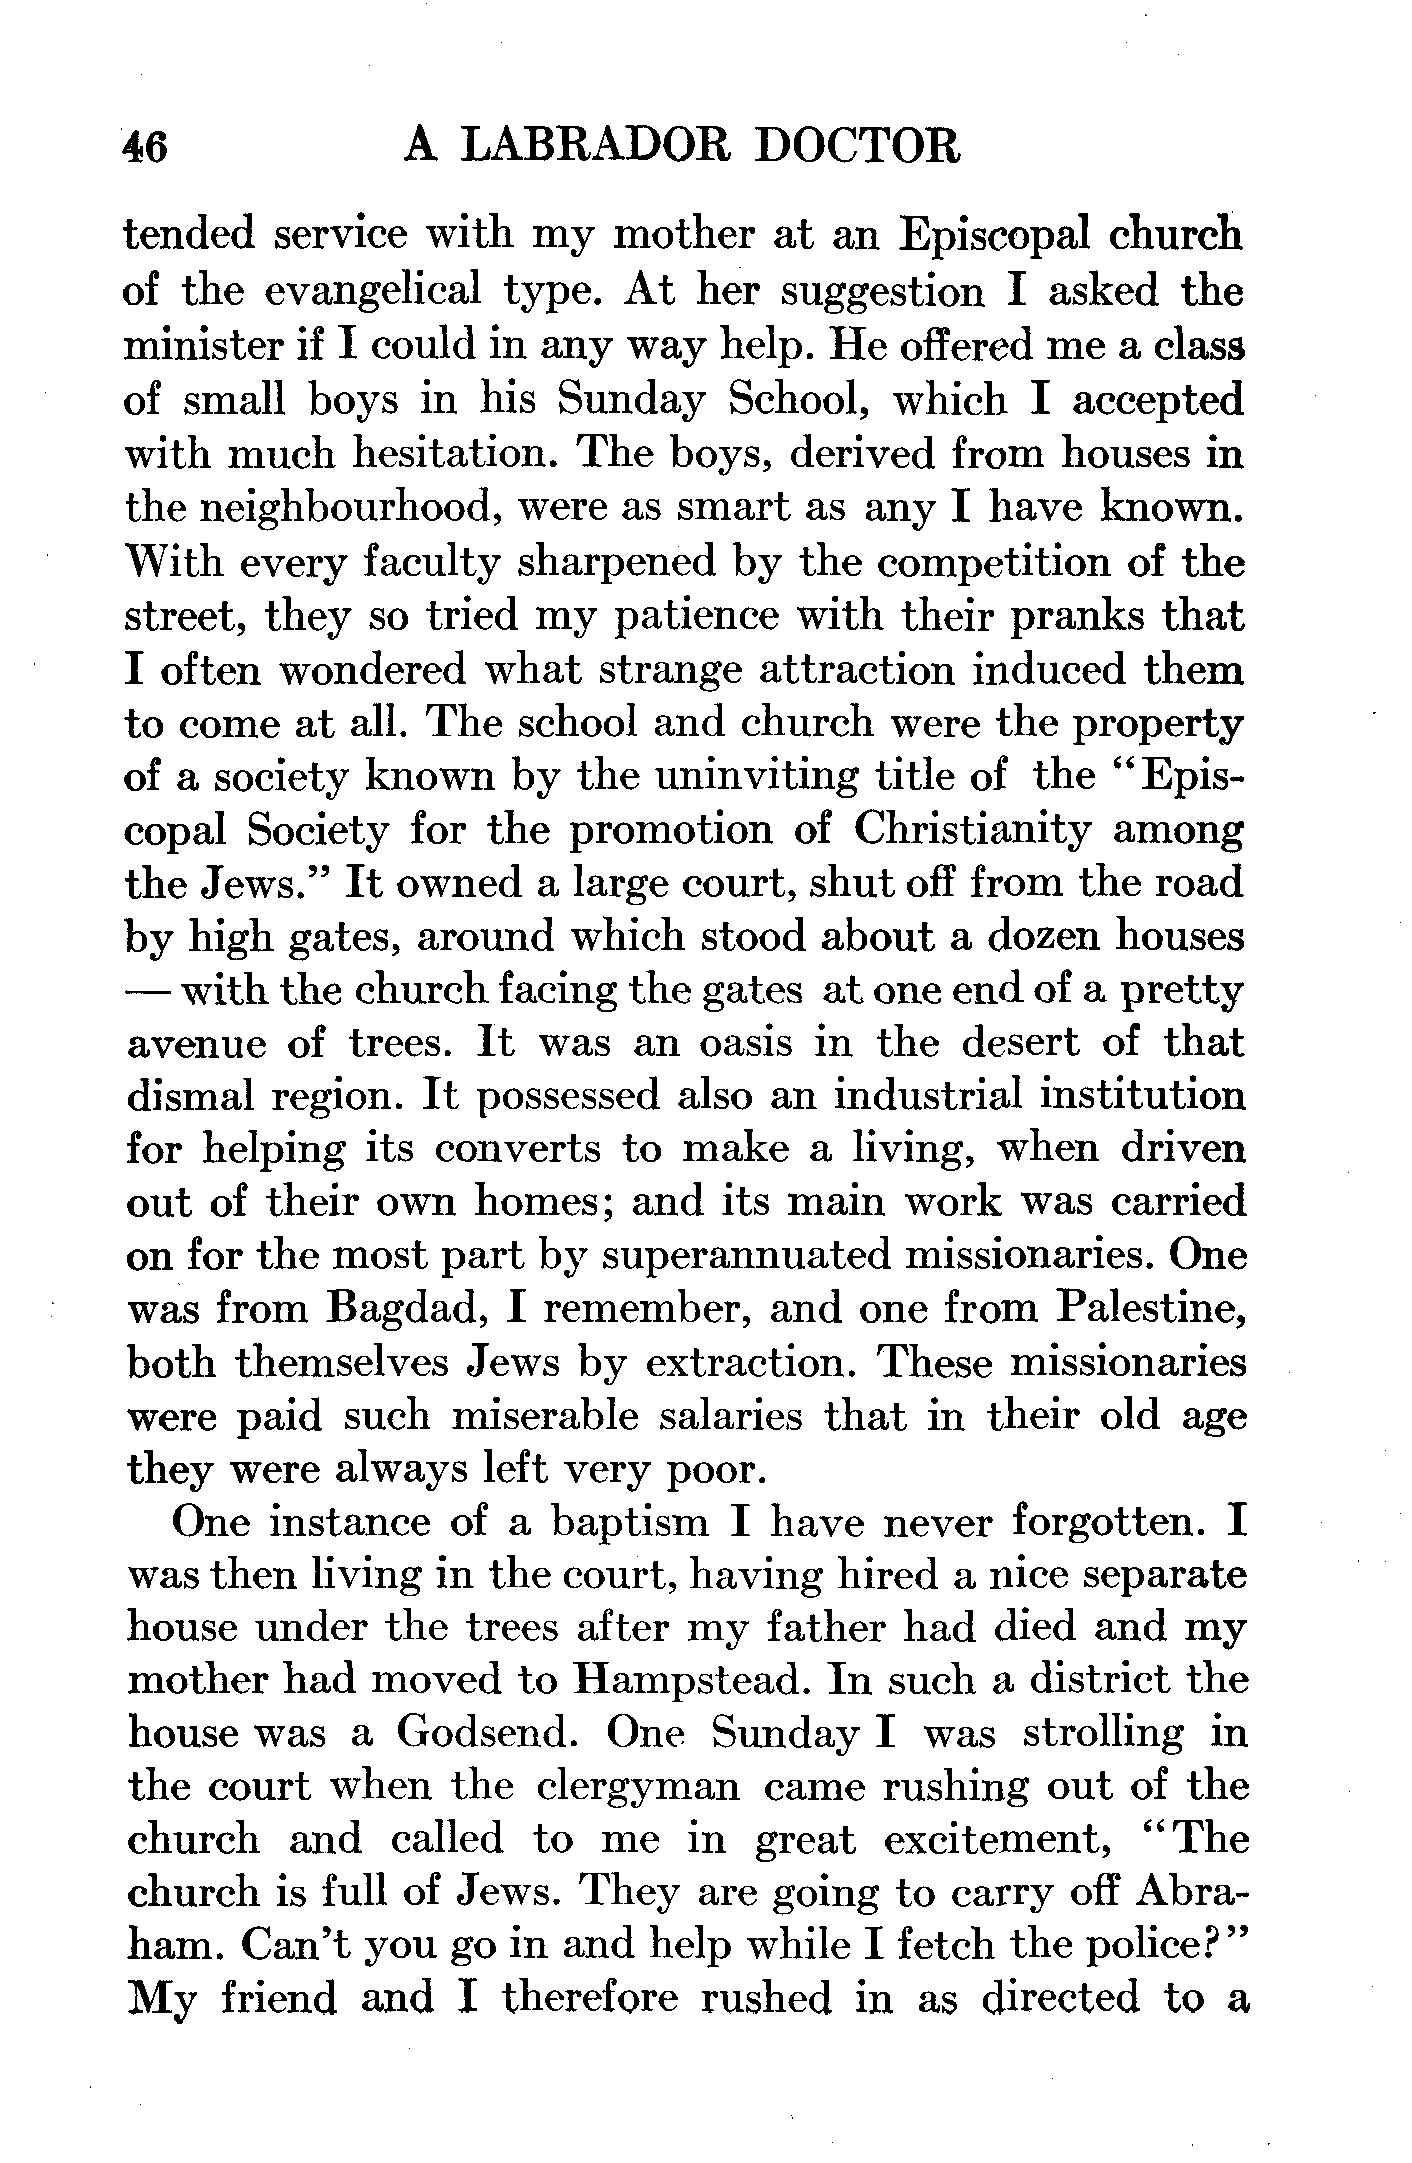 46 A LABRADOR DOCTOR
tended service with my mother at an Episcopal church
of the evangelical type. At her suggestion I asked the
minister if I could in any way help. He offered me a class
of small boys in his Sunday School, which I accepted
with much hesitation. The boys, derived from houses in
the neighbourhood, were as smart as any I have known.
With every faculty sharpened by the competition of the
street, they so tried my patience with their pranks that
I often wondered what strange attraction induced them
to come at all. The school and church were the property
of a society known by the uninviting title of the "Epis-
copal Society for the promotion of Christianity among
the Jews." It owned a large court, shut off from the road
by high gates, around which stood about a dozen houses
— with the church facing the gates at one end of a pretty
avenue of trees. It was an oasis in the desert of that
dismal region. It possessed also an industrial institution
for helping its converts to make a living, when driven
out of their own homes; and its main work was carried
on for the most part by superannuated missionaries. One
was from Bagdad, I remember, and one from Palestine,
both themselves Jews by extraction. These missionaries
were paid such miserable salaries that in their old age
they were always left very poor.
One instance of a baptism I have never forgotten. I
was then living in the court, having hired a nice separate
house under the trees after my father had died and my
mother had moved to Hampstead. In such a district the
house was a Godsend. One Sunday I was strolling in
the court when the clergyman came rushing out of the
church and called to me in great excitement, "The
church is full of Jews. They are going to carry off Abra-
ham. Can't you go in and help while I fetch the police?"
My friend and I therefore rushed in as directed to a